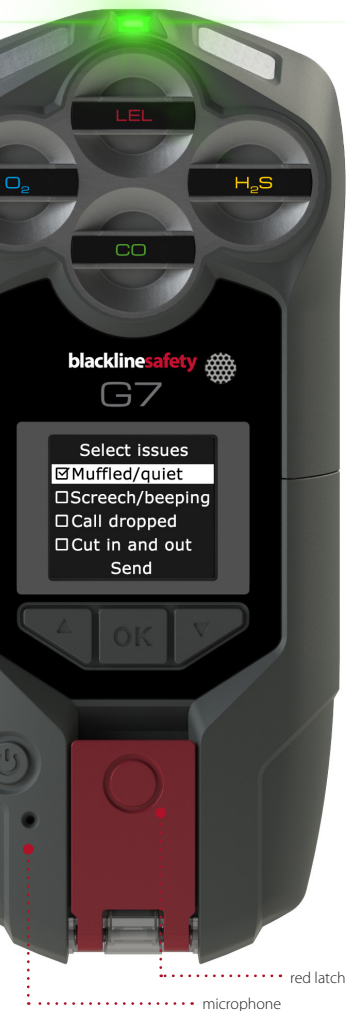 LEL
O₂
H₂S
CO
blacklinesafety
G7
Select issues
☑Muffled/quiet
☐Screech/beeping
☐Call dropped
☐Cut in and out
Send
OK
red latch
microphone